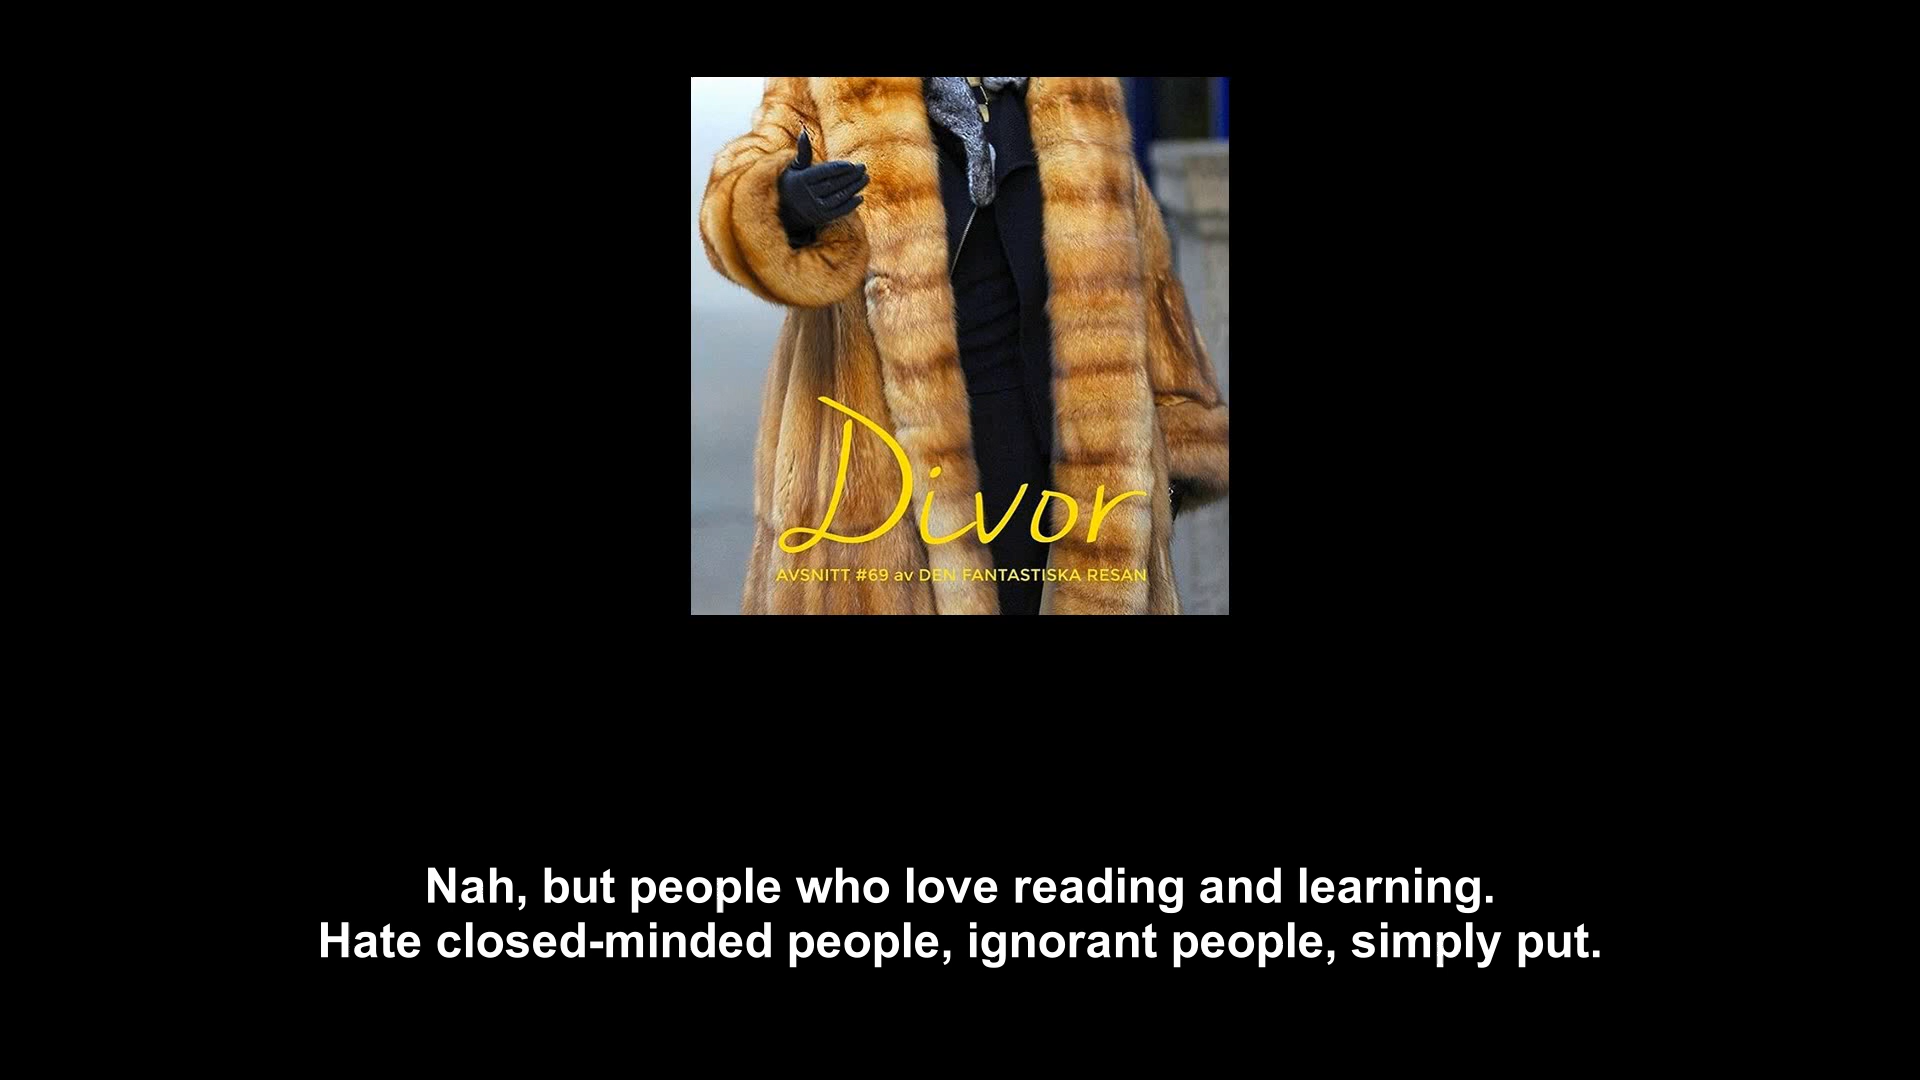 Divor
AVSNITT #69 av DEN FANTASTISKA RESAN
Nah, but people who love reading and learning.
Hate closed-minded people, ignorant people, simply put.